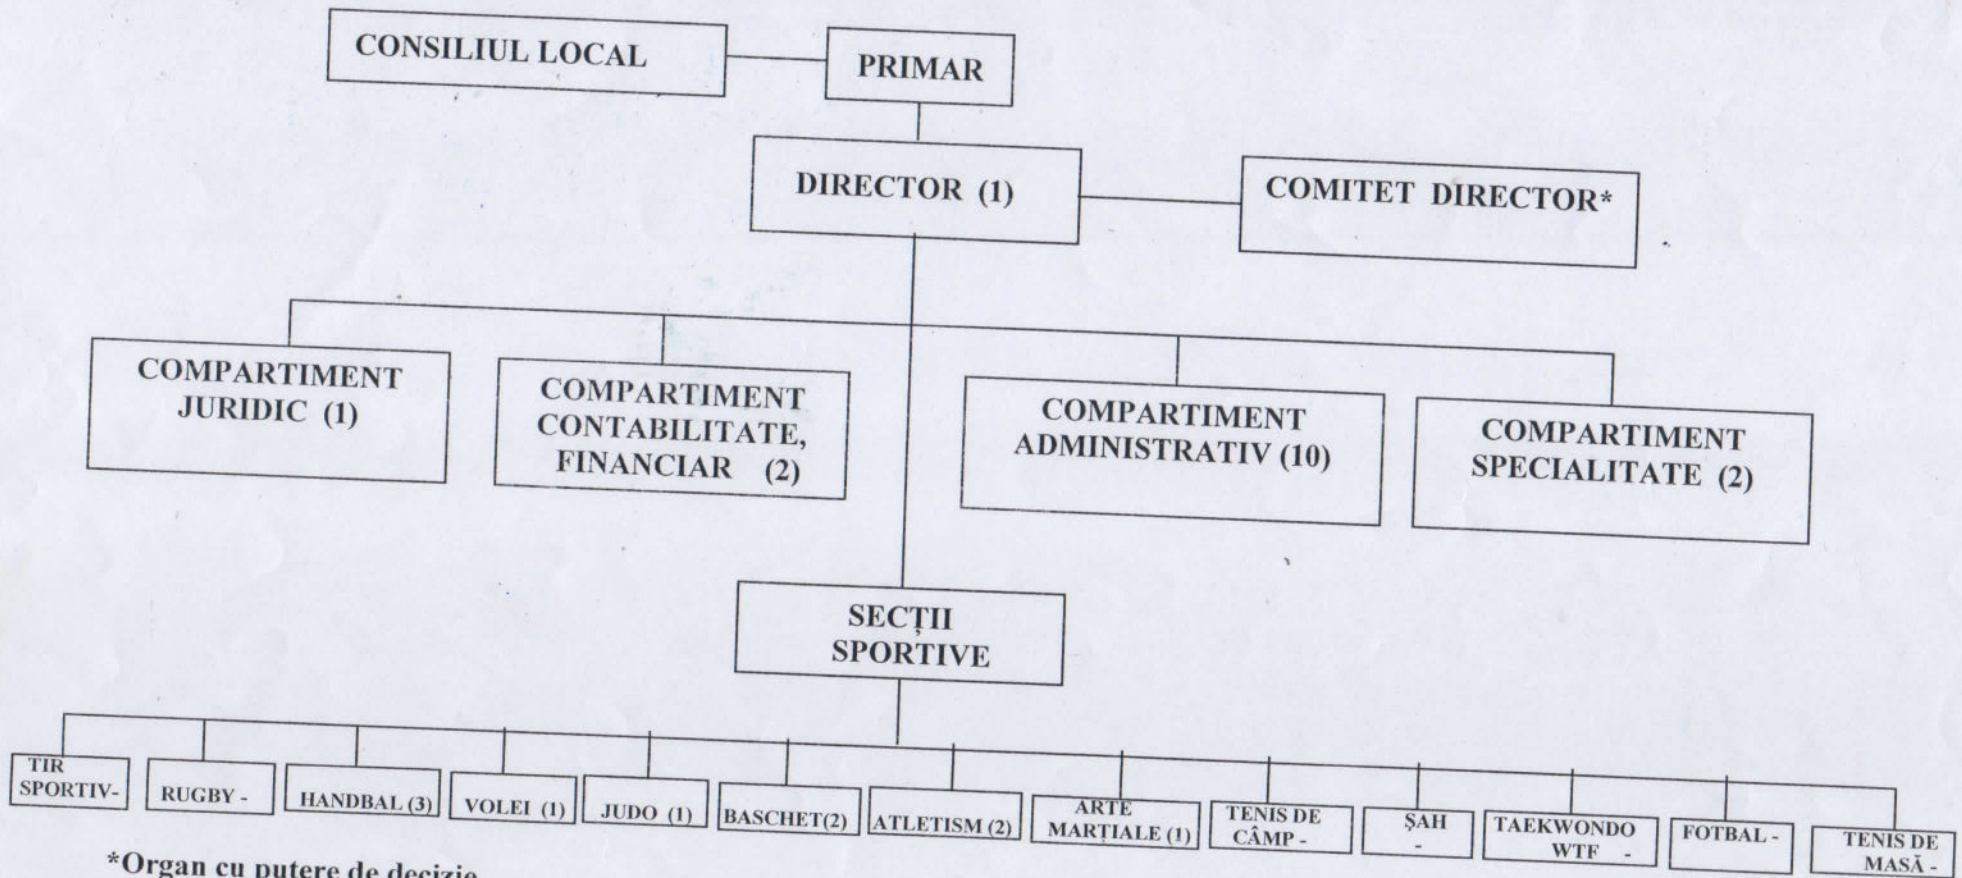 CONSILIUL LOCAL
PRIMAR
DIRECTOR (1)
COMITET DIRECTOR*
COMPARTIMENT
JURIDIC (1)
COMPARTIMENT
CONTABILITATE,
FINANCIAR (2)
COMPARTIMENT
ADMINISTRATIV (10)
COMPARTIMENT
SPECIALITATE (2)
SECȚII
SPORTIVE
TIR
SPORTIV-
RUGBY -
HANDBAL (3)
VOLEI (1)
JUDO (1)
BASCHET(2)
ATLETISM (2)
ARTE
MARȚIALE (1)
TENIS DE
CÂMP -
ŞAH
-
TAEKWONDO
WTF -
FOTBAL -
TENIS DE
MASĂ -
*Organ cu putere de decizie